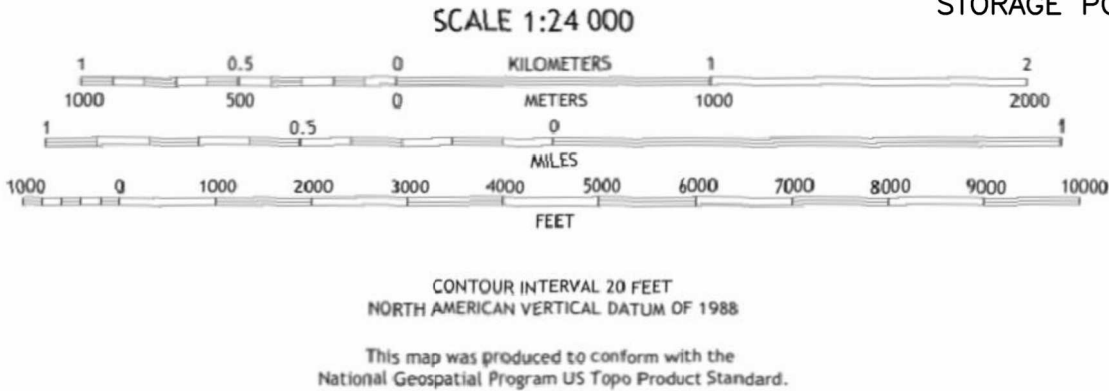 STORAGE
SCALE 1:24 000
1 0.5 0 KILOMETERS 1 2
1000 500 0 METERS 1000 2000
1 0.5 0 1
MILES
1000 0 1000 2000 3000 4000 5000 6000 7000 8000 9000 10000
FEET
CONTOUR INTERVAL 20 FEET
NORTH AMERICAN VERTICAL DATUM OF 1988
This map was produced to conform with the
National Geospatial Program US Topo Product Standard.